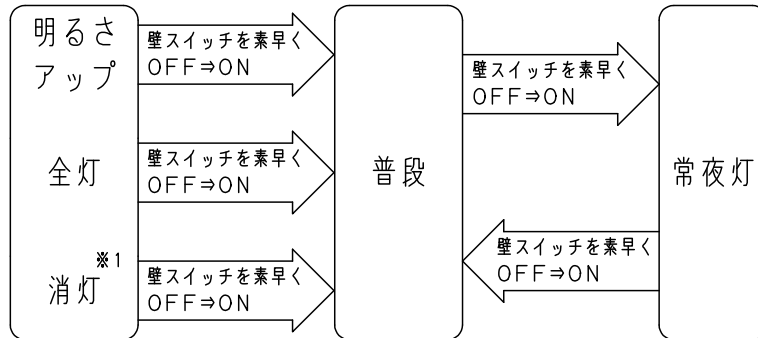 明るさ
アップ
全灯
※1
消灯
壁スイッチを素早く
OFF⇒ON
壁スイッチを素早く
OFF⇒ON
壁スイッチを素早く
OFF⇒ON
普段
壁スイッチを素早く
OFF⇒ON
壁スイッチを素早く
OFF⇒ON
常夜灯